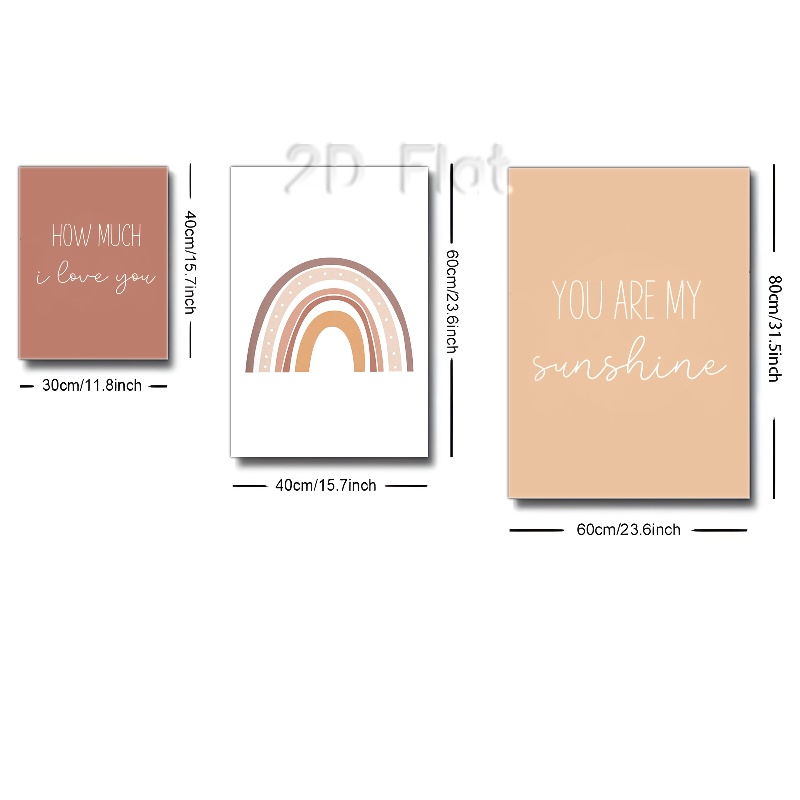 2D Flat
HOW MUCH
i love you
40cm/15.7inch
30cm/11.8inch
60cm/23.6inch
40cm/15.7inch
YOU ARE MY
sunshine
80cm/31.5inch
60cm/23.6inch